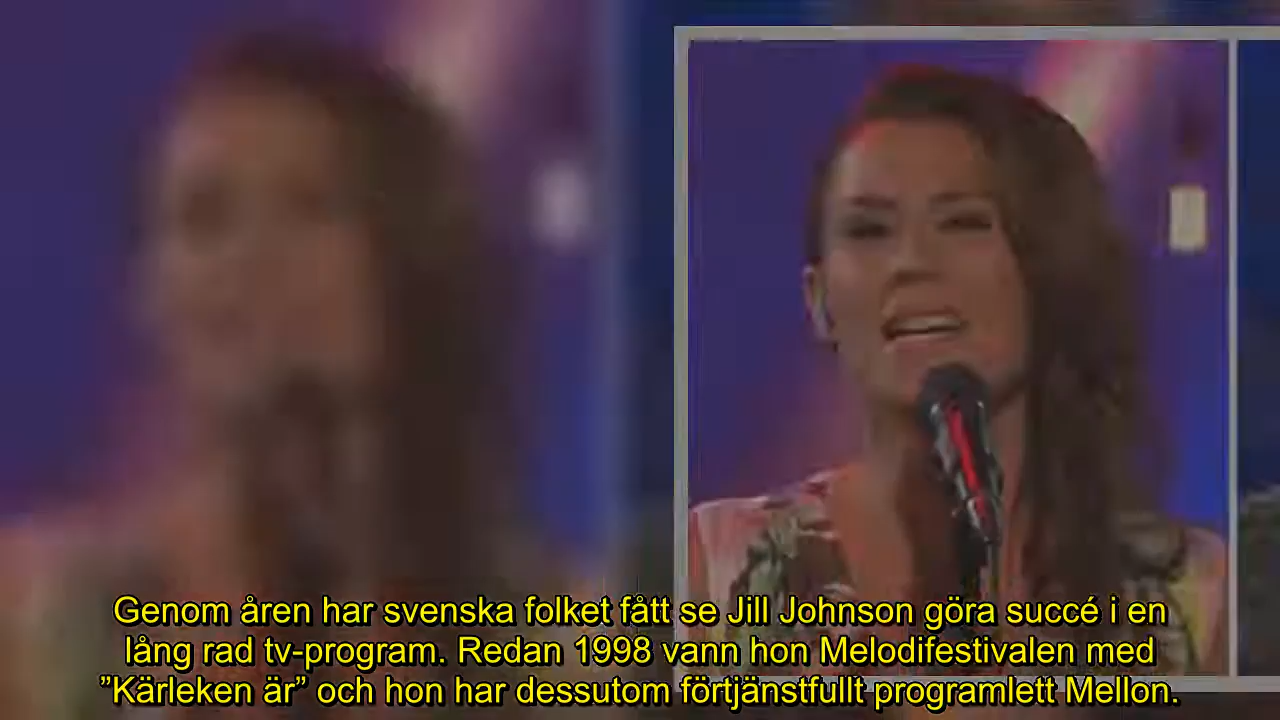 Genom åren har svenska folket fått se Jill Johnson göra succé i en
lång rad tv-program. Redan 1998 vann hon Melodifestivalen med
”Kärleken är” och hon har dessutom förtjänstfullt programlett Mellon.